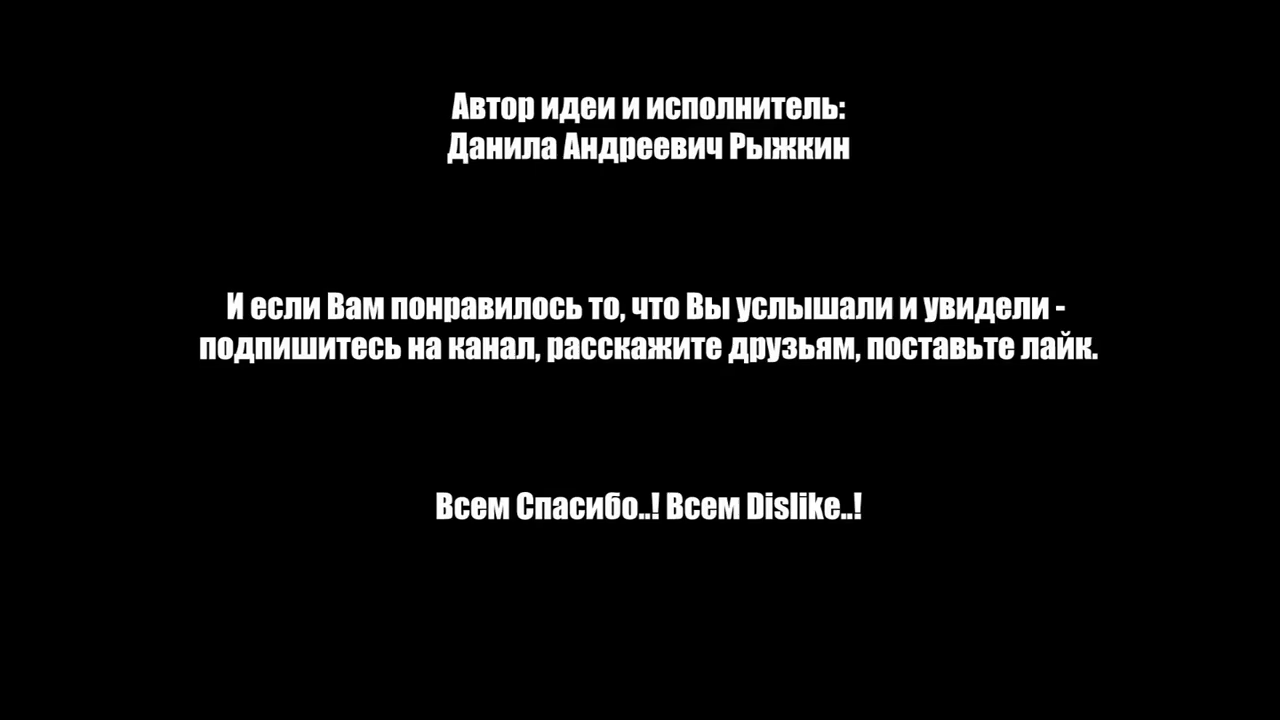 Автор идеи и исполнитель:
Данила Андреевич Рыжкин
И если Вам понравилось то, что Вы услышали и увидели -
подпишитесь на канал, расскажите друзьям, поставьте лайк.
Всем Спасибо..! Всем Dislike..!